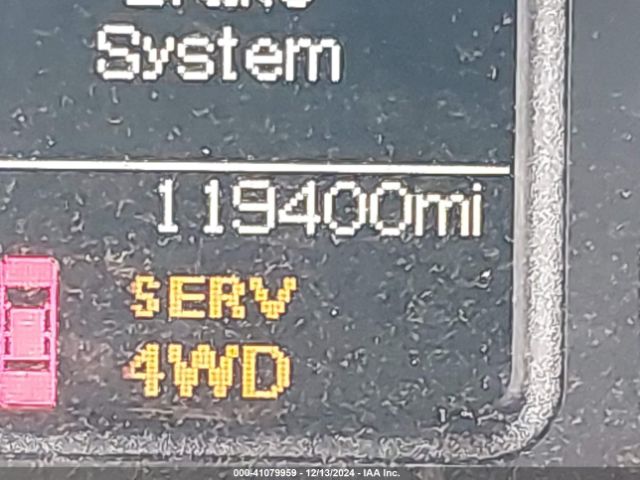 System
119400mi
SERV
4WD
000-41079959 - 12/13/2024 - IAA Inc.